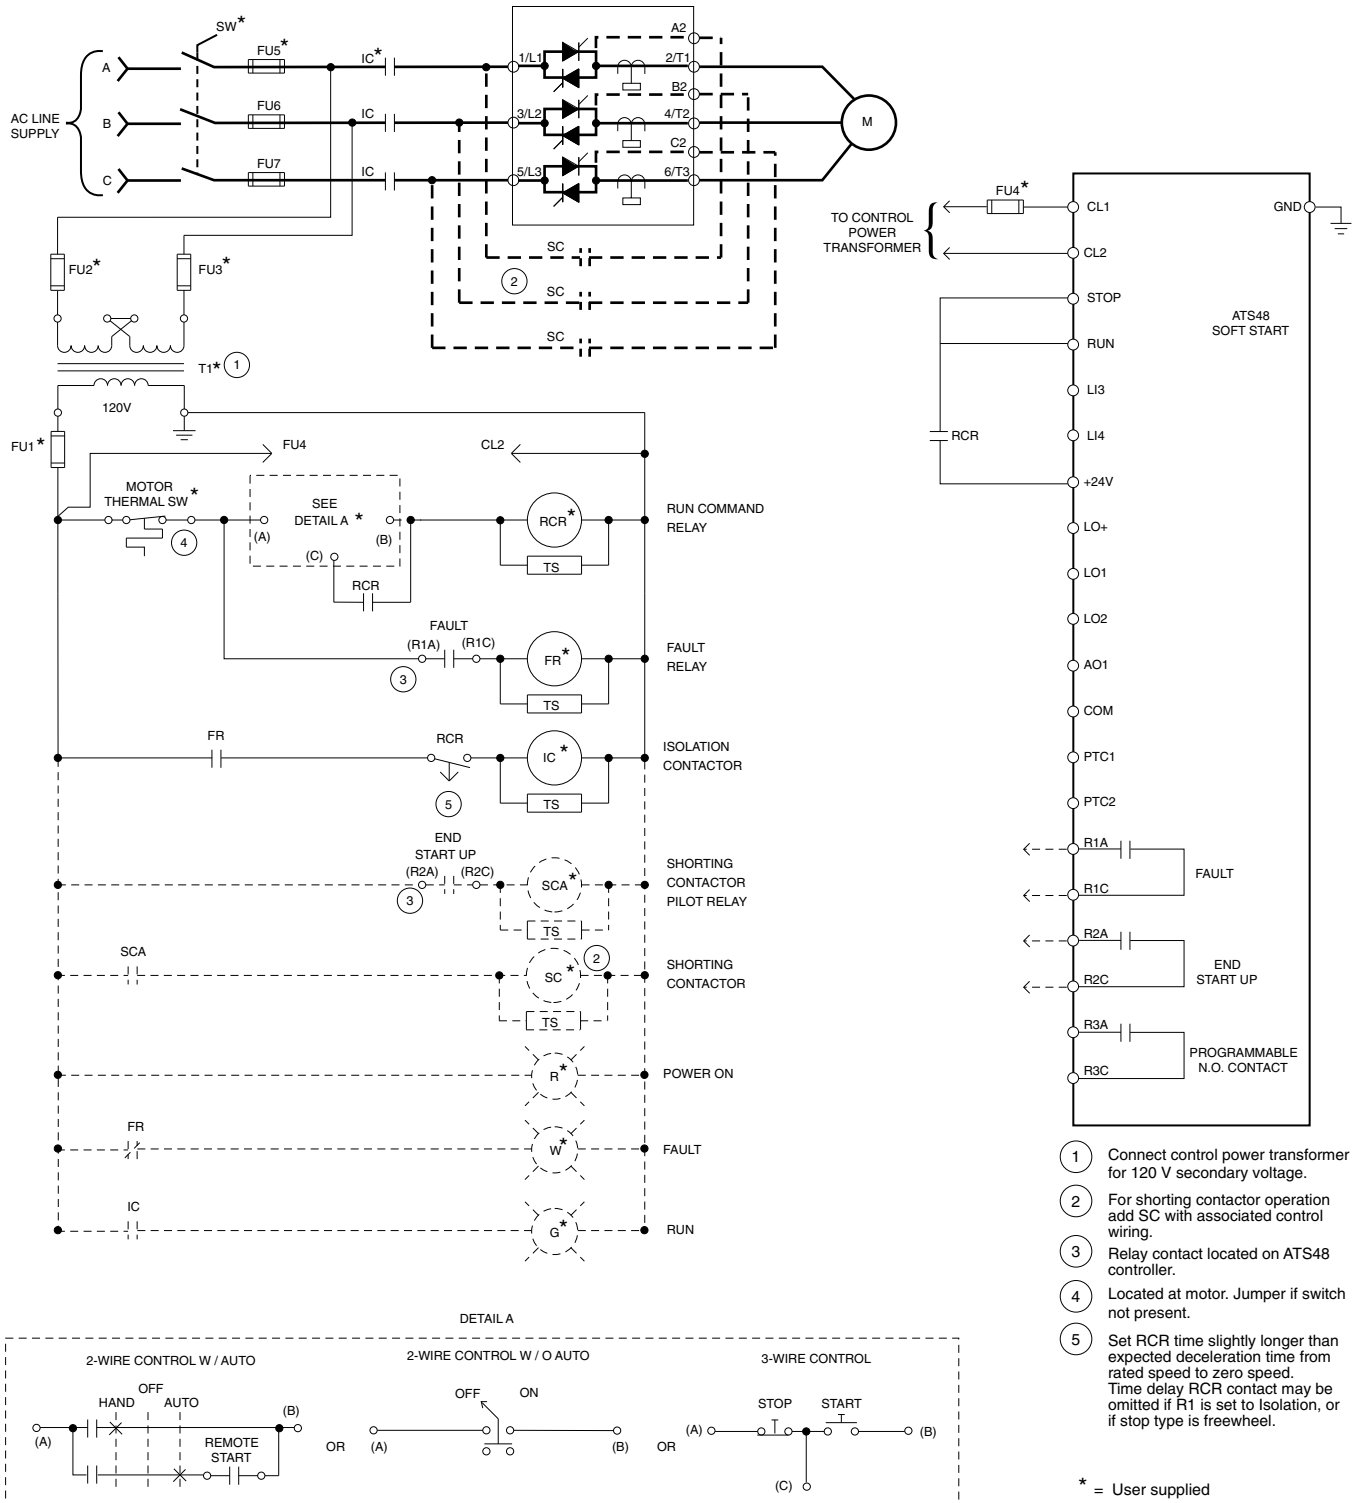 SW*
FU5*
IC*
A
1/L1
A2
2/T1
AC LINE
SUPPLY
B
FU6
IC
3/L2
B2
4/T2
M
C
FU7
IC
5/L3
C2
6/T3
FU2*
FU3*
SC
2
SC
SC
T1*
1
120V
FU1*
FU4
CL2
MOTOR
THERMAL SW*
4
SEE
DETAIL A *
(A)
(B)
(C)
RCR
RCR*
TS
RUN COMMAND
RELAY
FAULT
(R1A)
(R1C)
3
FR*
TS
FAULT
RELAY
FR
RCR
5
IC*
TS
ISOLATION
CONTACTOR
END
START UP
(R2A)
(R2C)
3
SCA*
TS
SHORTING
CONTACTOR
PILOT RELAY
SCA
SC*
2
TS
SHORTING
CONTACTOR
R*
POWER ON
FR
W*
FAULT
IC
G*
RUN
TO CONTROL
POWER
TRANSFORMER
FU4*
CL1
GND
CL2
STOP
ATS48
SOFT START
RUN
LI3
LI4
RCR
+24V
LO+
LO1
LO2
AO1
COM
PTC1
PTC2
R1A
FAULT
R1C
R2A
END
START UP
R2C
R3A
PROGRAMMABLE
N.O. CONTACT
R3C
1 Connect control power transformer
for 120 V secondary voltage.
2 For shorting contactor operation
add SC with associated control
wiring.
3 Relay contact located on ATS48
controller.
4 Located at motor. Jumper if switch
not present.
5 Set RCR time slightly longer than
expected deceleration time from
rated speed to zero speed.
Time delay RCR contact may be
omitted if R1 is set to Isolation, or
if stop type is freewheel.
* = User supplied
DETAIL A
2-WIRE CONTROL W / AUTO
HAND
OFF
AUTO
(A)
(B)
REMOTE
START
OR
2-WIRE CONTROL W / O AUTO
OFF
ON
(A)
(B)
OR
3-WIRE CONTROL
STOP
START
(A)
(B)
(C)